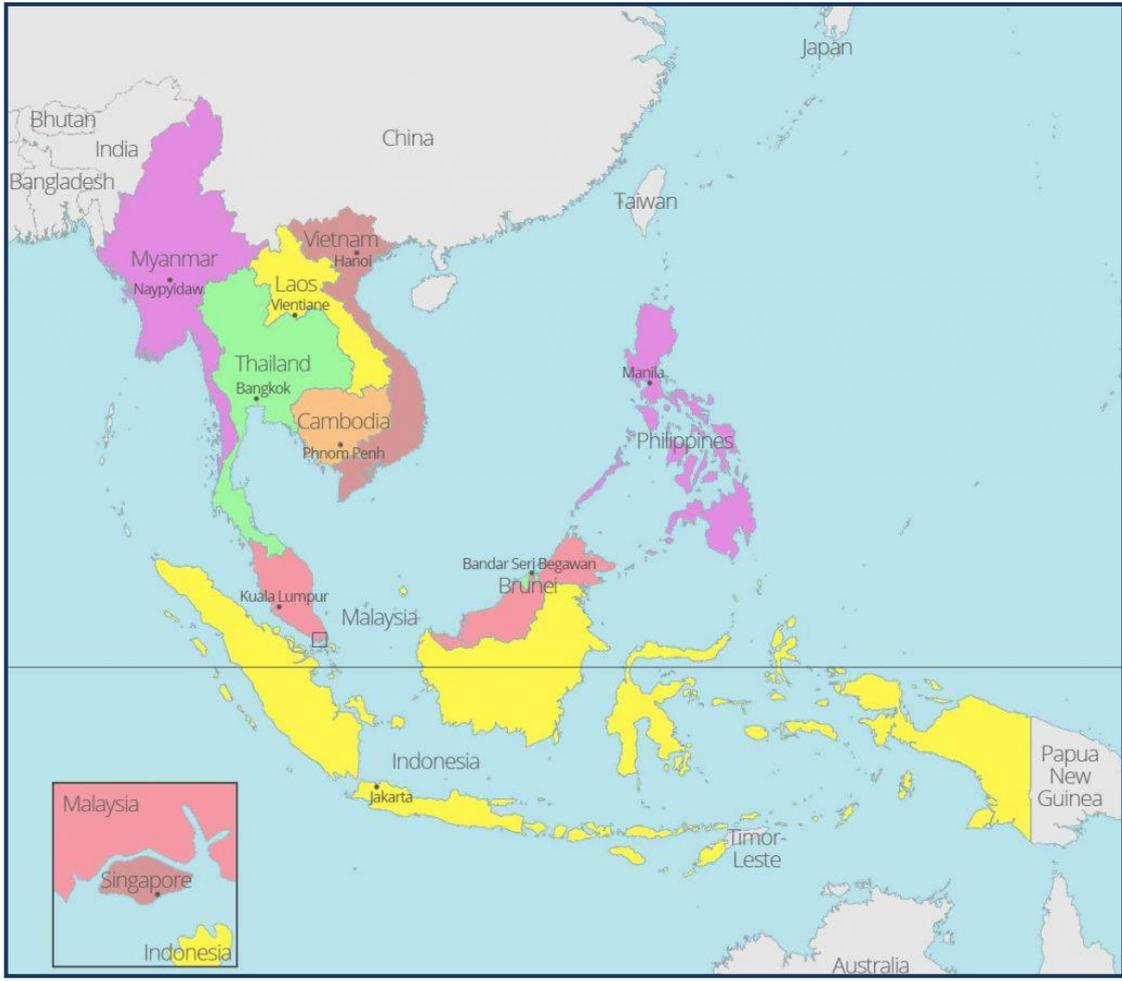 Japan
Bhutan
China
India
Bangladesh
Taiwan
Vietnam
Hanoi
Myanmar
Naypyidaw
Laos
Vientiane
Thailand
Bangkok
Manila
Cambodia
Phnom Penh
Philippines
Bandar Seri Begawan
Brunei
Kuala Lumpur
Malaysia
Indonesia
Jakarta
Papua
New
Guinea
Timor-
Leste
Malaysia
Singapore
Indonesia
Australia